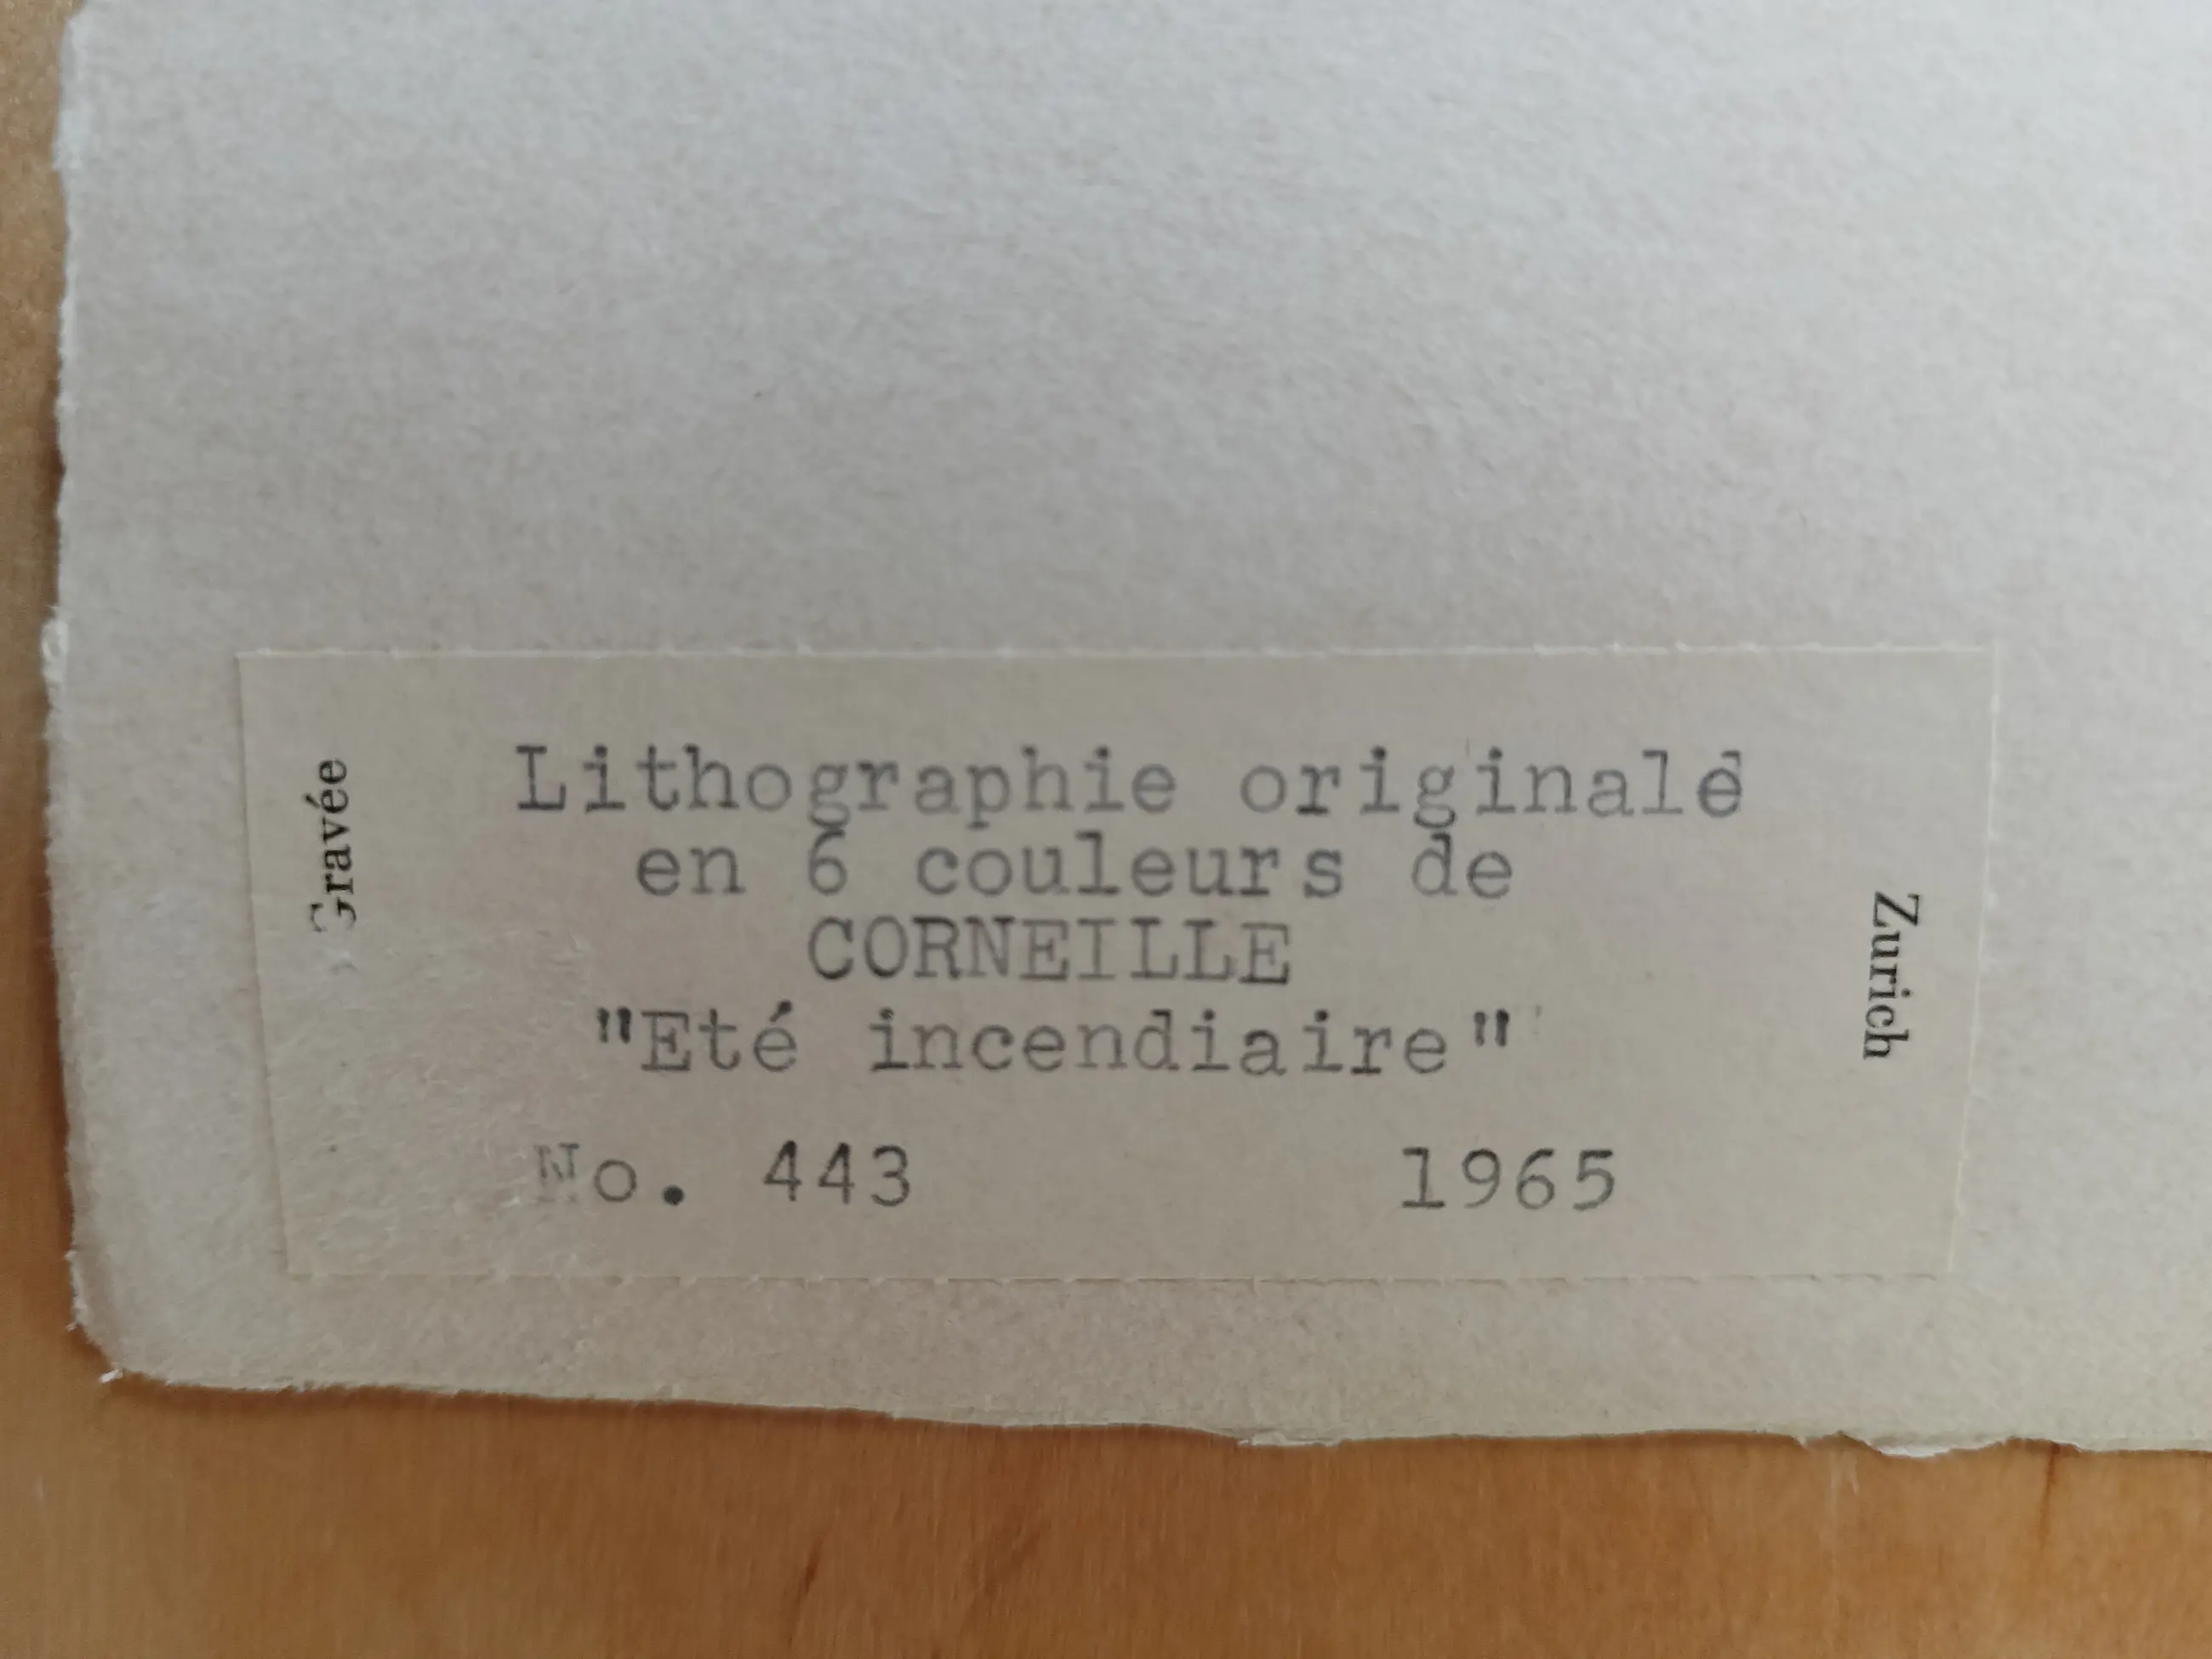 Gravée
Lithographie originale
en 6 couleurs de
CORNEILLE
"Eté incendiaire"
No. 443 1965
Zurich